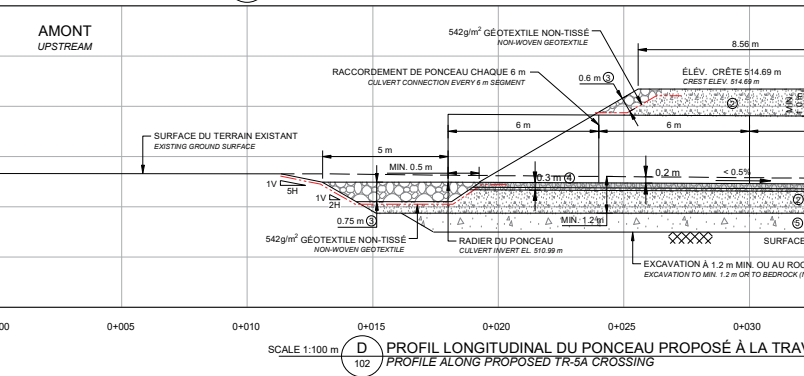 AMONT
UPSTREAM
542g/m² GÉOTEXTILE NON-TISSÉ
NON-WOVEN GEOTEXTILE
8.56 m
RACCORDEMENT DE PONCEAU CHAQUE 6 m
CULVERT CONNECTION EVERY 6 m SEGMENT
0.6 m 3
ÉLÉV. CRÊTE 514.69 m
CREST ELEV. 514.69 m
MIN.
1.0 m
2
SURFACE DU TERRAIN EXISTANT
EXISTING GROUND SURFACE
5 m
6 m
6 m
MIN. 0.5 m
0.3 m 4
0.2 m
< 0.5%
1V
5H
1V
2H
2
0.75 m 3
MIN. 1.2 m
5
542g/m² GÉOTEXTILE NON-TISSÉ
NON-WOVEN GEOTEXTILE
RADIER DU PONCEAU
CULVERT INVERT EL. 510.99 m
SURFACE
EXCAVATION À 1.2 m MIN. OU AU ROC
EXCAVATION TO MIN. 1.2 m OR TO BEDROCK (
00
0+005
0+010
0+015
0+020
0+025
0+030
SCALE 1:100 m
D
102
PROFIL LONGITUDINAL DU PONCEAU PROPOSÉ À LA TRAV
PROFILE ALONG PROPOSED TR-5A CROSSING